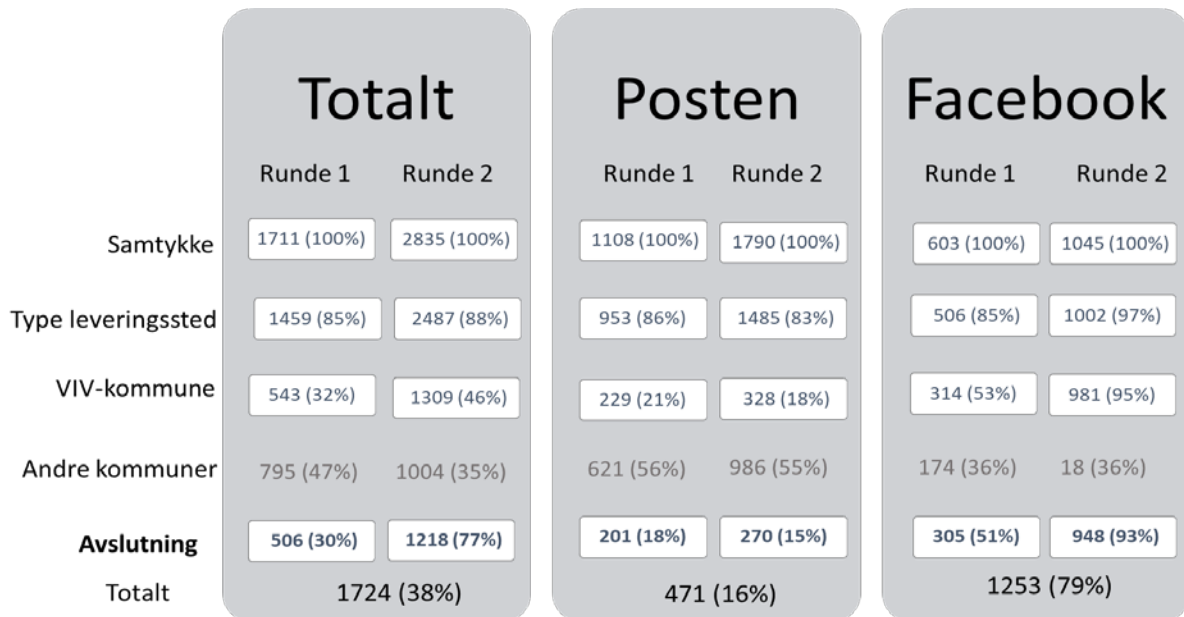 Totalt Posten Facebook
Runde 1 Runde 2 Runde 1 Runde 2 Runde 1 Runde 2
Samtykke 1711 (100%) 2835 (100%) 1108 (100%) 1790 (100%) 603 (100%) 1045 (100%)
Type leveringssted 1459 (85%) 2487 (88%) 953 (86%) 1485 (83%) 506 (85%) 1002 (97%)
VIV-kommune 543 (32%) 1309 (46%) 229 (21%) 328 (18%) 314 (53%) 981 (95%)
Andre kommuner 795 (47%) 1004 (35%) 621 (56%) 986 (55%) 174 (36%) 18 (36%)
Avslutning 506 (30%) 1218 (77%) 201 (18%) 270 (15%) 305 (51%) 948 (93%)
Totalt 1724 (38%) 471 (16%) 1253 (79%)